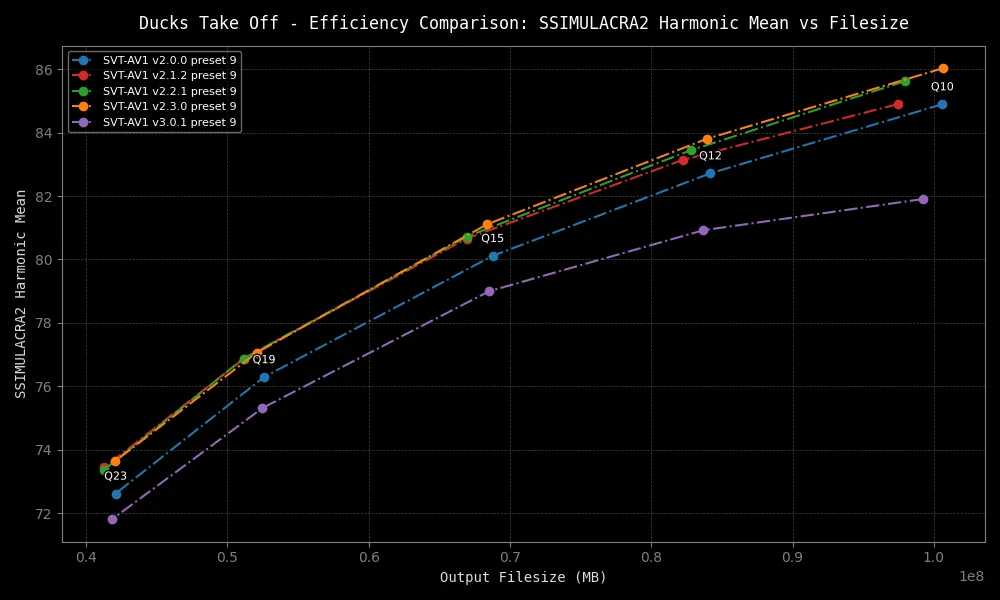 Ducks Take Off - Efficiency Comparison: SSIMULACRA2 Harmonic Mean vs Filesize
SVT-AV1 v2.0.0 preset 9
SVT-AV1 v2.1.2 preset 9
SVT-AV1 v2.2.1 preset 9
SVT-AV1 v2.3.0 preset 9
SVT-AV1 v3.0.1 preset 9
SSIMULACRA2 Harmonic Mean
86
84
82
80
78
76
74
72
Q10
Q12
Q15
Q19
Q23
0.4
0.5
0.6
0.7
0.8
0.9
1.0
1e8
Output Filesize (MB)